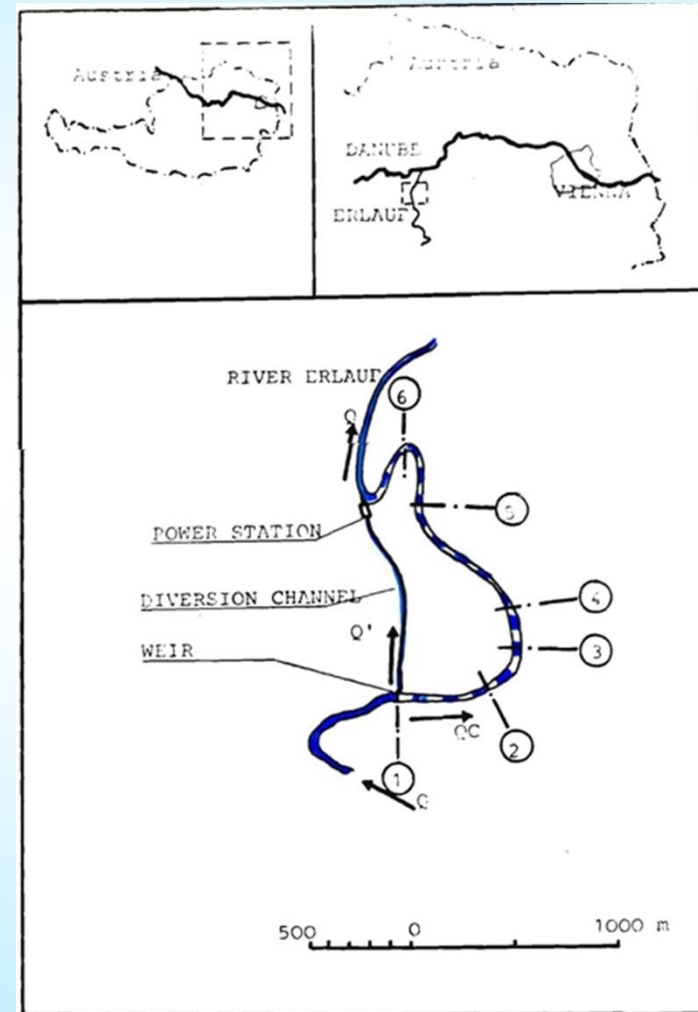 Austria
Austria
DANUBE
VIENNA
ERLAUF
RIVER ERLAUF
6
Q
5
POWER STATION
DIVERSION CHANNEL
4
Q'
WEIR
3
QC
2
1
Q
500 0 1000 m